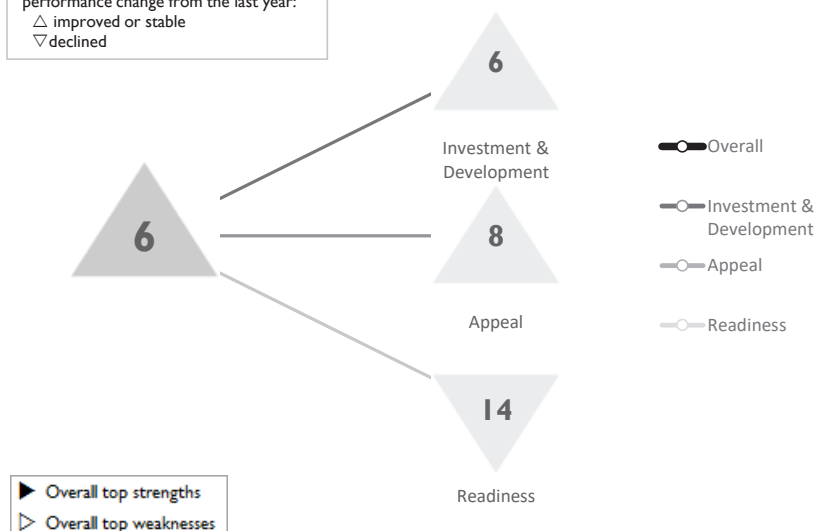 performance change from the last year:
△ improved or stable
▽declined
6
Investment &
Development
6
8
Appeal
14
Readiness
Overall
Investment &
Development
Appeal
Readiness
▶ Overall top strengths
▷ Overall top weaknesses